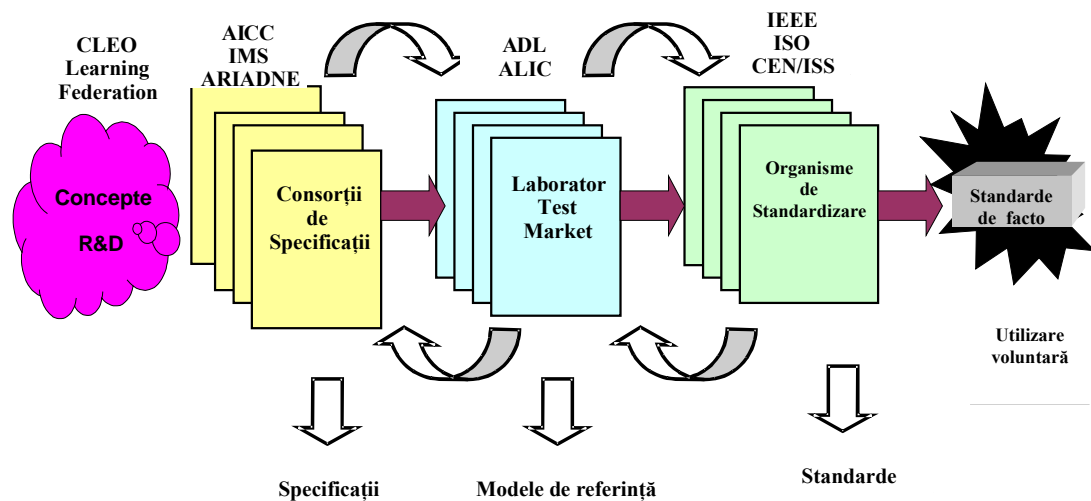 CLEO
Learning
Federation
AICC
IMS
ARIADNE
ADL
ALIC
IEEE
ISO
CEN/ISS
Concepte
R&D
Consorții
de
Specificații
Laborator
Test
Market
Organisme
de
Standardizare
Standarde
de facto
Utilizare
voluntară
Specificații
Modele de referință
Standarde